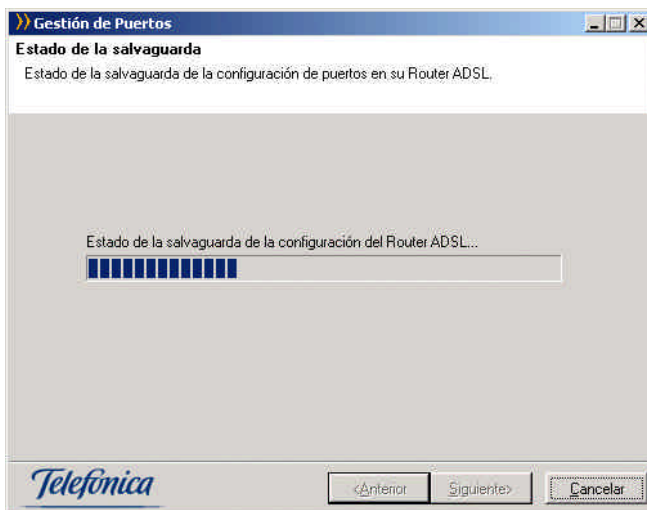 Gestión de Puertos
Estado de la salvaguarda
Estado de la salvaguarda de la configuración de puertos en su Router ADSL.
Estado de la salvaguarda de la configuración del Router ADSL...
Telefónica
<Anterior Siguiente> Cancelar